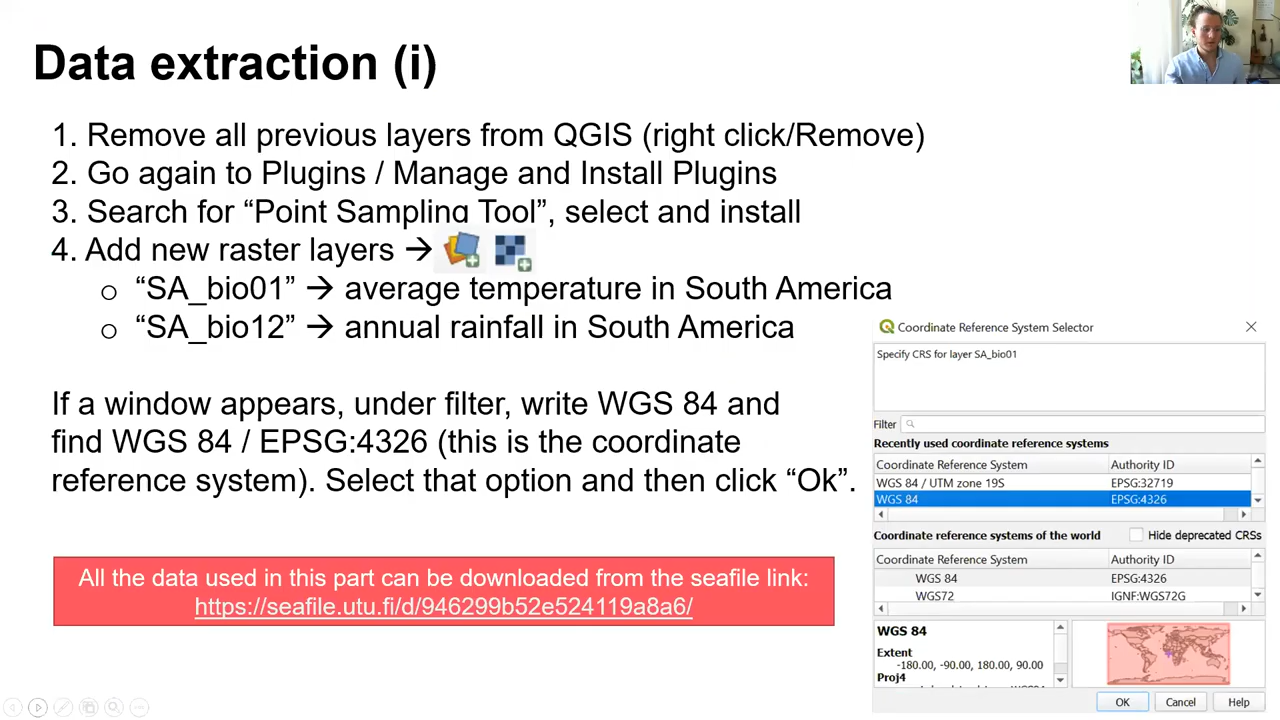 Data extraction (i)
1. Remove all previous layers from QGIS (right click/Remove)
2. Go again to Plugins / Manage and Install Plugins
3. Search for “Point Sampling Tool”, select and install
4. Add new raster layers →
o “SA_bio01” → average temperature in South America
o “SA_bio12” → annual rainfall in South America
If a window appears, under filter, write WGS 84 and
find WGS 84 / EPSG:4326 (this is the coordinate
reference system). Select that option and then click “Ok”.
All the data used in this part can be downloaded from the seafile link:
https://seafile.utu.fi/d/946299b52e524119a8a6/
Coordinate Reference System Selector
Specify CRS for layer SA_bio01
Filter
Recently used coordinate reference systems
Coordinate Reference System Authority ID
WGS 84 / UTM zone 19S EPSG:32719
WGS 84 EPSG:4326
Coordinate reference systems of the world Hide deprecated CRSs
Coordinate Reference System Authority ID
WGS 84 EPSG:4326
WGS72 IGNF:WGS72G
WGS 84
Extent
-180.00, -90.00, 180.00, 90.00
Proj4
OK Cancel Help